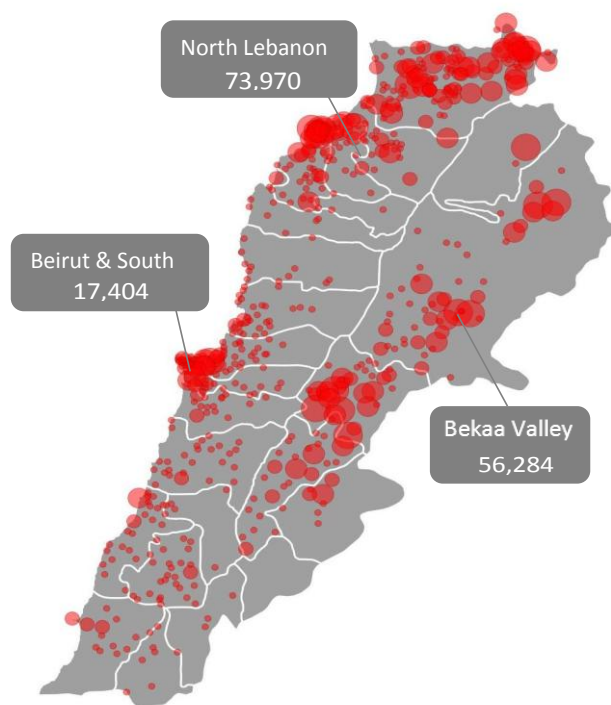 North Lebanon
73,970
Beirut & South
17,404
Bekaa Valley
56,284